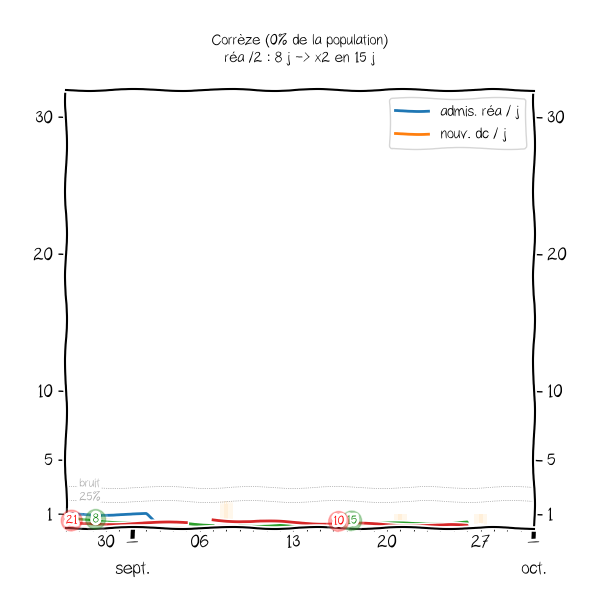 Corrèze (0% de la population)
réa /2 : 8 j -> x2 en 15 j
admis. réa / j
nouv. dc / j
30 30
20 20
10 10
5 5
bruit
25%
1 1
21 8 10 15
30 06 13 20 27
sept. oct.